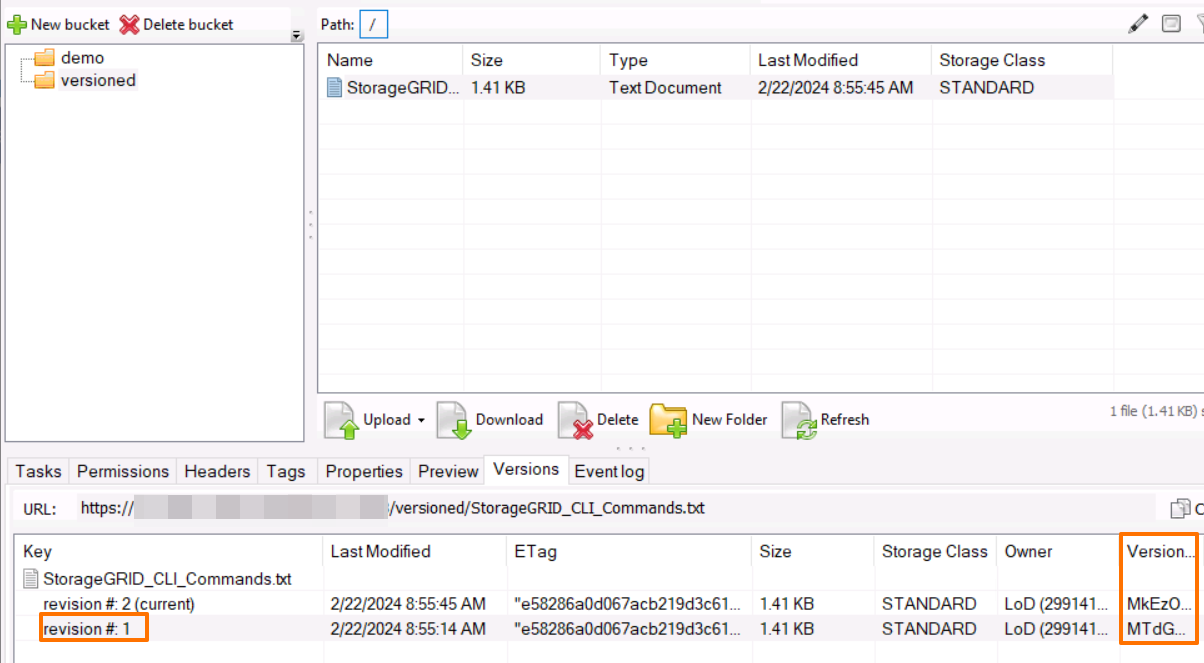 New bucket Delete bucket
Path: /
demo
versioned
Name Size Type Last Modified Storage Class
StorageGRID... 1.41 KB Text Document 2/22/2024 8:55:45 AM STANDARD
Upload Download Delete New Folder Refresh 1 file (1.41 KB) s
Tasks Permissions Headers Tags Properties Preview Versions Event log
URL: https:// /versioned/StorageGRID_CLI_Commands.txt C
Key Last Modified ETag Size Storage Class Owner Version...
StorageGRID_CLI_Commands.txt
revision #: 2 (current) 2/22/2024 8:55:45 AM "e58286a0d067acb219d3c61... 1.41 KB STANDARD LoD (299141... MkEzO...
revision #: 1 2/22/2024 8:55:14 AM "e58286a0d067acb219d3c61... 1.41 KB STANDARD LoD (299141... MTdG...